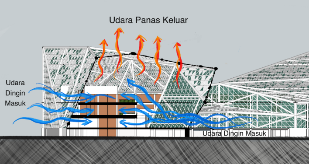 Udara Panas Keluar
Udara
Dingin
Masuk
Udara Dingin Masuk